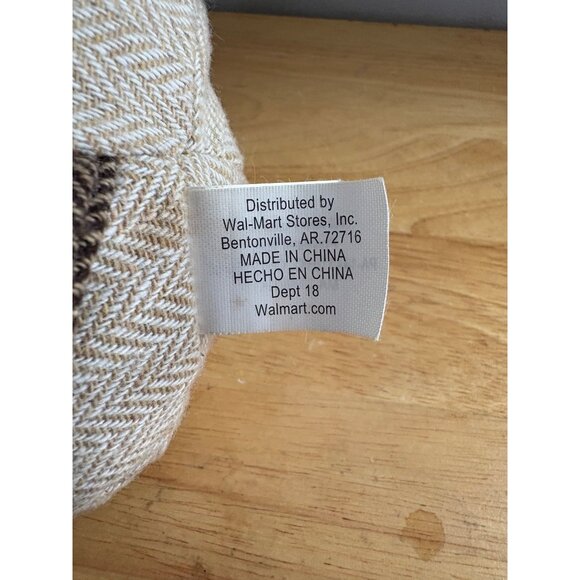 Distributed by
Wal-Mart Stores, Inc.
Bentonville, AR.72716
MADE IN CHINA
HECHO EN CHINA
Dept 18
Walmart.com